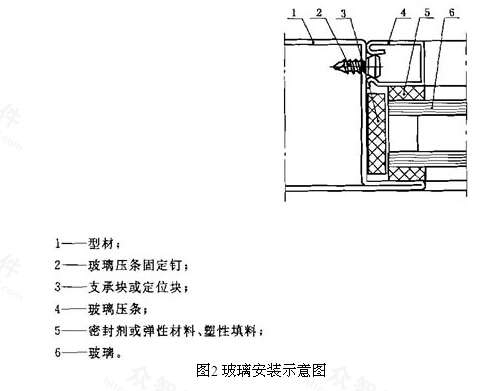 1 2 3 4 5 6
1——型材；
2——玻璃压条固定钉；
3——支承块或定位块；
4——玻璃压条；
5——密封剂或弹性材料、塑性填料；
6——玻璃。
图2 玻璃安装示意图